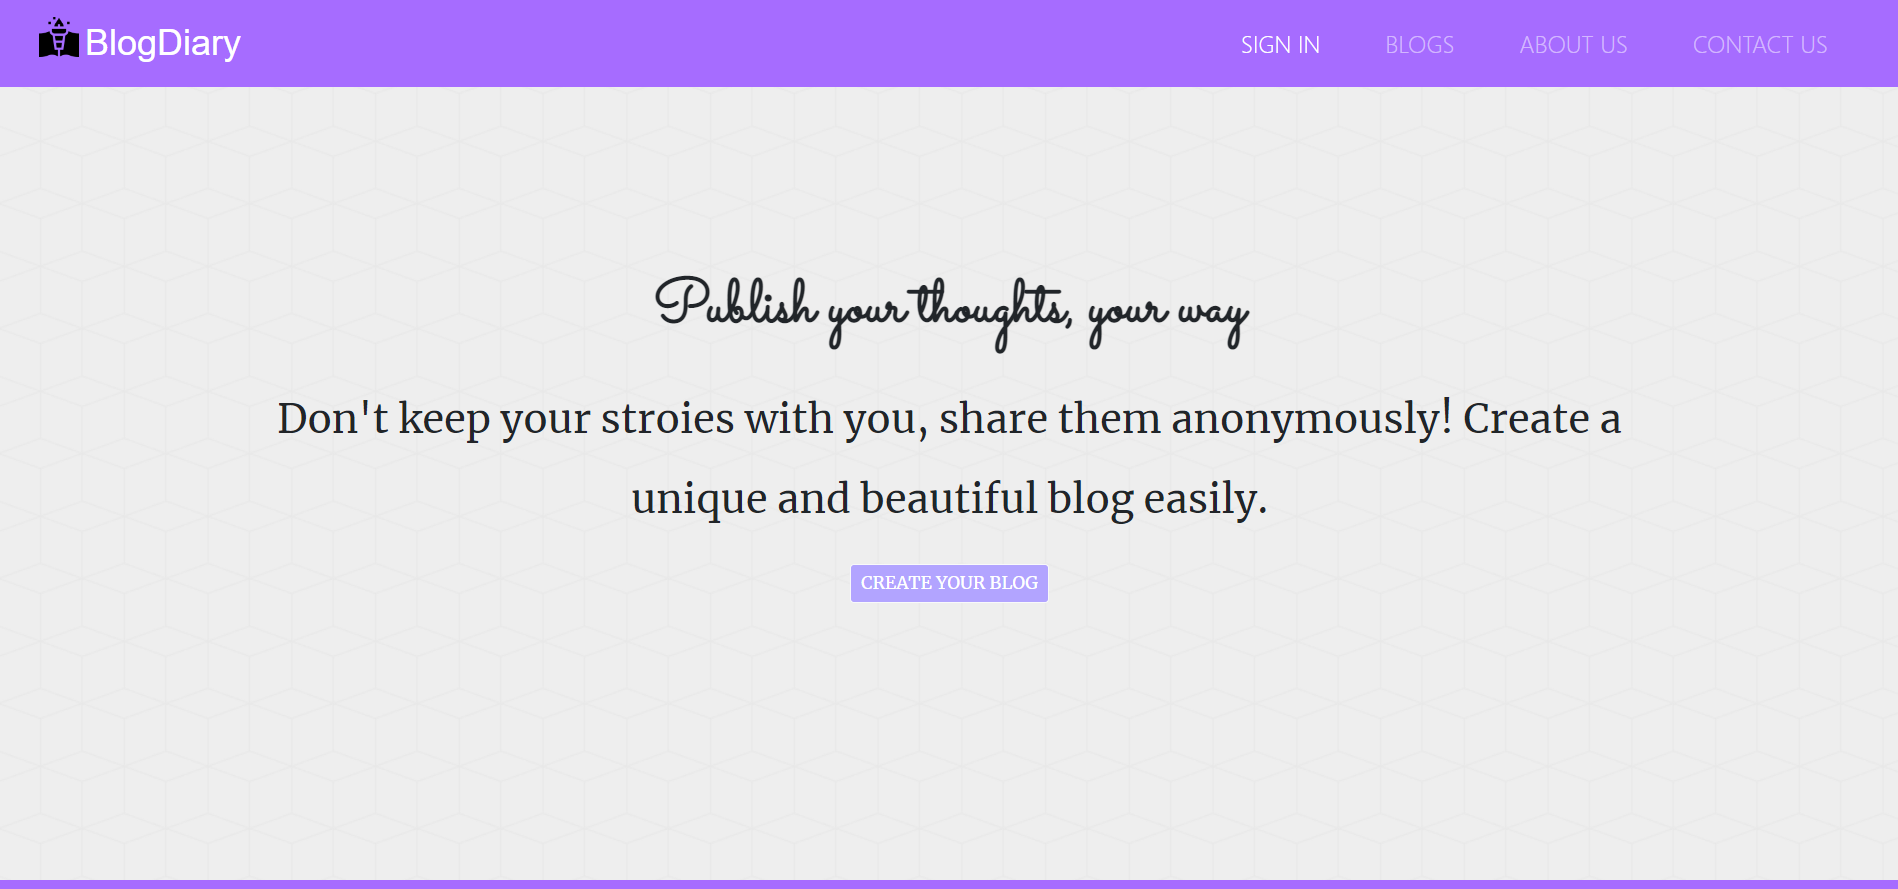 BlogDiary
SIGN IN
BLOGS
ABOUT US
CONTACT US
Publish your thoughts, your way
Don't keep your stroies with you, share them anonymously! Create a
unique and beautiful blog easily.
CREATE YOUR BLOG